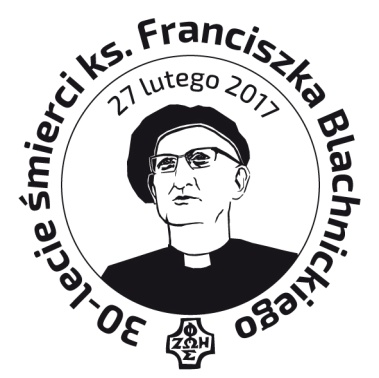 30-lecie śmierci ks. Franciszka Blachnickiego
27 lutego 2017
ΦΩΣ
ΖΩΗ